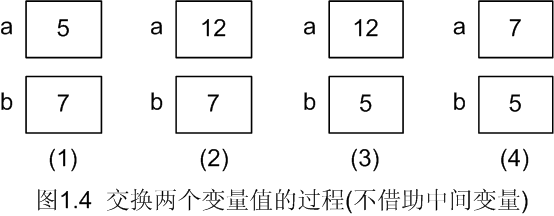 a 5 a 12 a 12 a 7
b 7 b 7 b 5 b 5
(1) (2) (3) (4)
图1.4 交换两个变量值的过程(不借助中间变量)